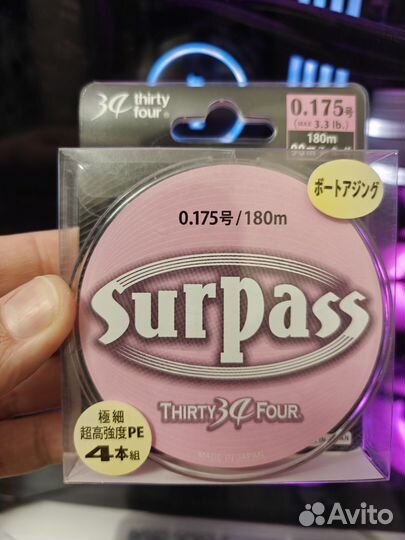 34 thirty four
0.175号
(MAX 3.3 lb.)
180m
ボートアジング
0.175号/180m
Surpass
THIRTY 34 FOUR
極細
超高強度PE
4本組
MADE IN JAPAN
Avito